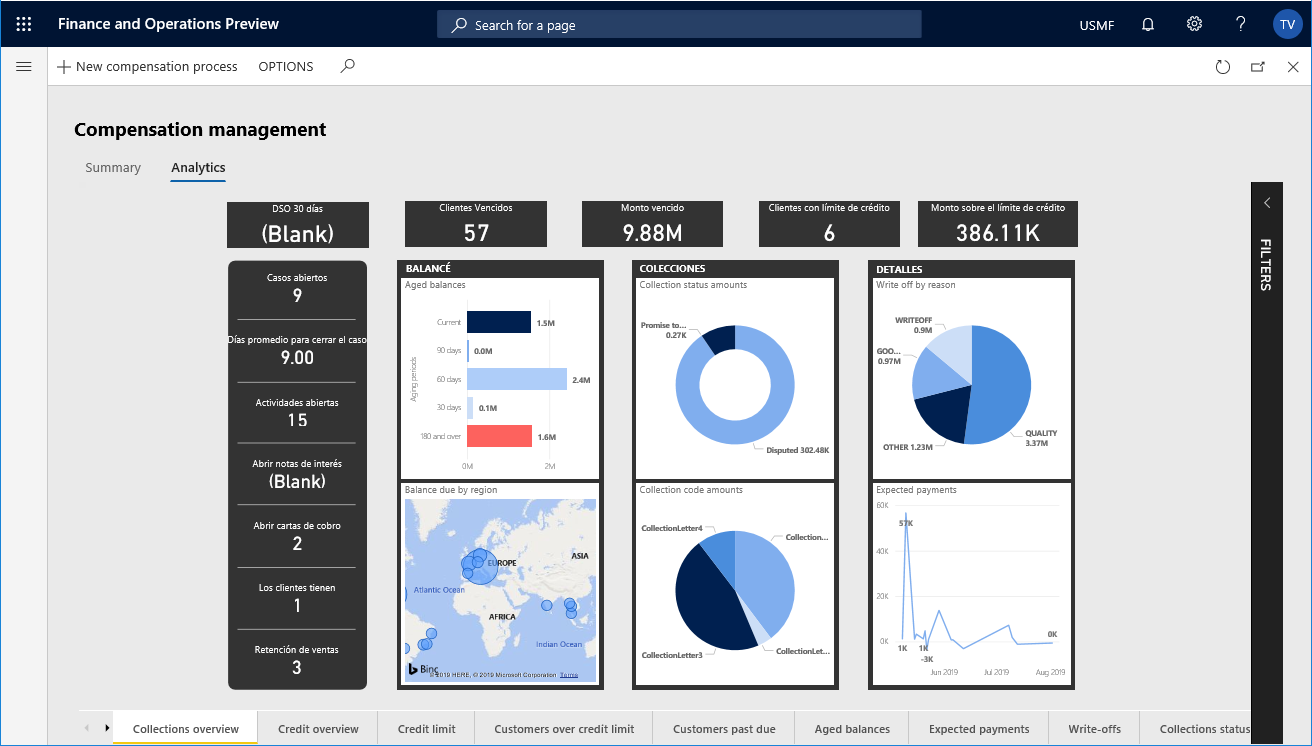 Finance and Operations Preview
Search for a page
USMF
?
TV
New compensation process
OPTIONS
Compensation management
Summary
Analytics
FILTERS
DSO 30 días
(Blank)
Clientes Vencidos
57
Monto vencido
9.88M
Clientes con límite de crédito
6
Monto sobre el límite de crédito
386.11K
Casos abiertos
9
Días promedio para cerrar el caso
9.00
Actividades abiertas
15
Abrir notas de interés
(Blank)
Abrir cartas de cobro
2
Los clientes tienen
1
Retención de ventas
3
BALANCÉ
Aged balances
Aging periods
Current
1.5M
90 days
0.0M
60 days
2.4M
30 days
0.1M
180 and over
1.6M
0M
2M
Balance due by region
ASIA
EUROPE
Atlantic Ocean
AFRICA
Indian Ocean
Bing
© 2019 HERE, © 2019 Microsoft Corporation Terms
COLECCIONES
Collection status amounts
Promise to...
0.27K
Disputed 302.48K
Collection code amounts
CollectionLetter4
Collection...
CollectionLetter3
CollectionLet...
DETALLES
Write off by reason
WRITEOFF
0.9M
GOO...
0.97M
OTHER 1.23M
QUALITY
3.37M
Expected payments
60K
57K
40K
20K
0K
1K
1K
-3K
0K
Jun 2019
Jul 2019
Aug 2019
Collections overview
Credit overview
Credit limit
Customers over credit limit
Customers past due
Aged balances
Expected payments
Write-offs
Collections status